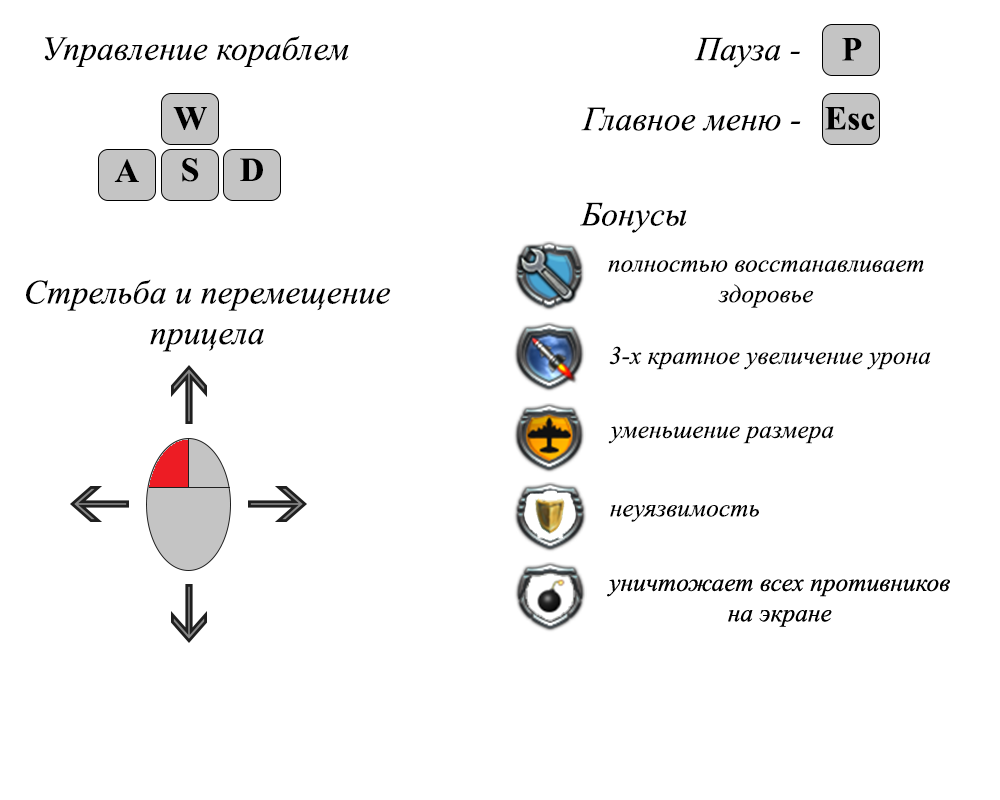 Управление кораблем
W
A S D
Стрельба и перемещение
прицела
Пауза - P
Главное меню - Esc
Бонусы
полностью восстанавливает
здоровье
3-х кратное увеличение урона
уменьшение размера
неуязвимость
уничтожает всех противников
на экране